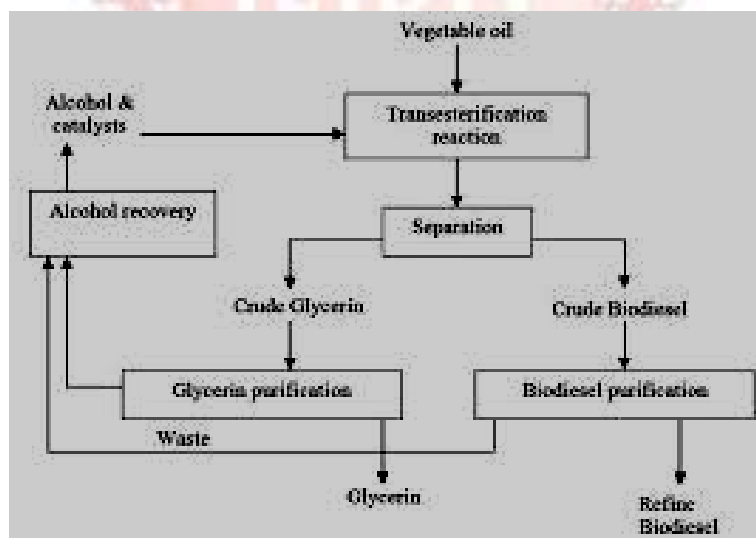 Vegetable oil
Alcohol &
catalysts
Transesterification
reaction
Alcohol recovery
Separation
Crude Glycerin
Crude Biodiesel
Glycerin purification
Biodiesel purification
Waste
Glycerin
Refine
Biodiesel